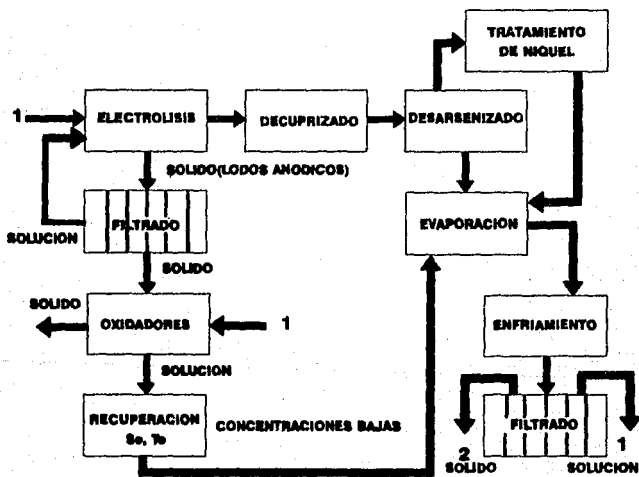 TRATAMIENTO
DE NIQUEL
1
ELECTROLISIS
DECUPRIZADO
DESARSENIZADO
SOLIDO(LODOS ANODICOS)
FILTRADO
SOLUCION
SOLIDO
EVAPORACION
SOLIDO
OXIDADORES
1
ENFRIAMIENTO
SOLUCION
RECUPERACION
Se, Te
CONCENTRACIONES BAJAS
FILTRADO
2
SOLIDO
1
SOLUCION